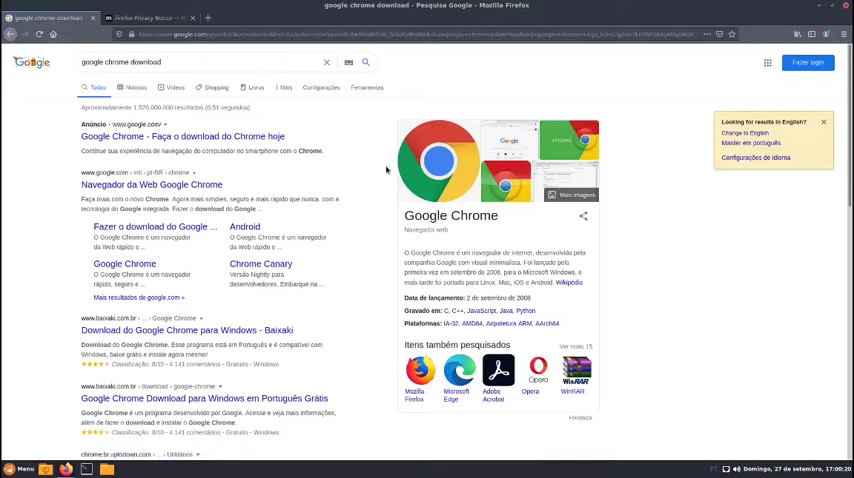 google chrome download - Pesquisa Google - Mozilla Firefox
google chrome download
Firefox Privacy Notice — M
Google
google chrome download
Fazer login
Todas
Notícias
Vídeos
Shopping
Livros
Mais
Configurações
Ferramentas
Aproximadamente 1.520.000.000 resultados (0,51 segundos)
Anúncio · www.google.com/
Google Chrome - Faça o download do Chrome hoje
Continue sua experiência de navegação do computador no smartphone com o Chrome.
www.google.com › intl › pt-BR › chrome
Navegador da Web Google Chrome
Faça mais com o novo Chrome. Agora mais simples, seguro e mais rápido que nunca, com a
tecnologia do Google integrada. Fazer o download do Google ...
Fazer o download do Google ...
O Google Chrome é um navegador
da Web rápido e ...
Android
O Google Chrome é um navegador
da Web rápido e ...
Google Chrome
O Google Chrome é um navegador
rápido, seguro e ...
Chrome Canary
Versão Nightly para
desenvolvedores. Embarque na ...
Mais resultados de google.com »
www.baixaki.com.br › ... › Google Chrome
Download do Google Chrome para Windows - Baixaki
Download do Google Chrome. Esse programa está em Português e é compatível com
Windows, baixe grátis e instale agora mesmo!
Classificação: 8/10 - 4.141 comentários - Gratuito - Windows
www.baixaki.com.br › download › google-chrome
Google Chrome Download para Windows em Português Grátis
Google Chrome é um programa desenvolvido por Google. Acesse e veja mais informações,
além de fazer o download e instalar o Google Chrome.
Classificação: 8/10 - 4.141 comentários - Gratuito - Windows
chrome.br.uptodown.com › ... › Utilitários
Google
chrome
Mais imagens
Google Chrome
Navegador web
O Google Chrome é um navegador de internet, desenvolvido pela
companhia Google com visual minimalista. Foi lançado pela
primeira vez em setembro de 2008, para o Microsoft Windows, e
mais tarde foi portado para Linux, Mac, iOS e Android. Wikipédia
Data de lançamento: 2 de setembro de 2008
Gravado em: C, C++, JavaScript, Java, Python
Plataformas: IA-32, AMD64, Arquitetura ARM, AArch64
Itens também pesquisados
Ver mais 15
Mozilla
Firefox
Microsoft
Edge
Adobe
Acrobat
Opera
Opera
WinRAR
WinRAR
Feedback
Looking for results in English?
Change to English
Manter em português
Configurações de idioma
Menu
PT
Domingo, 27 de setembro, 17:00:20